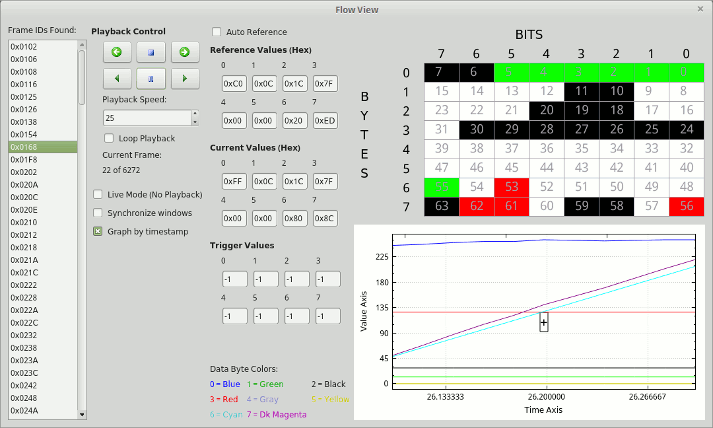 Flow View
Frame IDs Found:
0x0102
0x0106
0x0108
0x0116
0x0125
0x0126
0x0138
0x0154
0x0168
0x01F8
0x0202
0x020A
0x020C
0x020E
0x0210
0x0212
0x0218
0x021A
0x021C
0x0222
0x0228
0x022A
0x022C
0x0232
0x0238
0x023A
0x023C
0x0242
0x0248
0x024A
Playback Control
Playback Speed:
25
Loop Playback
Current Frame:
22 of 6272
Live Mode (No Playback)
Synchronize windows
Graph by timestamp
Auto Reference
Reference Values (Hex)
0 1 2 3
0xC0 0x0C 0x1C 0x7F
4 5 6 7
0x00 0x00 0x20 0xED
Current Values (Hex)
0 1 2 3
0xFF 0x0C 0x1C 0x7F
4 5 6 7
0x00 0x00 0x80 0x8C
Trigger Values
0 1 2 3
-1 -1 -1 -1
4 5 6 7
-1 -1 -1 -1
Data Byte Colors:
0 = Blue 1 = Green 2 = Black
3 = Red 4 = Gray 5 = Yellow
6 = Cyan 7 = Dk Magenta
BITS
7 6 5 4 3 2 1 0
BYTES
0 7 6 5 4 3 2 1 0
1 15 14 13 12 11 10 9 8
2 23 22 21 20 19 18 17 16
3 31 30 29 28 27 26 25 24
4 39 38 37 36 35 34 33 32
5 47 46 45 44 43 42 41 40
6 55 54 53 52 51 50 49 48
7 63 62 61 60 59 58 57 56
Value Axis
225
180
135
90
45
0
26.133333 26.200000 26.266667
Time Axis